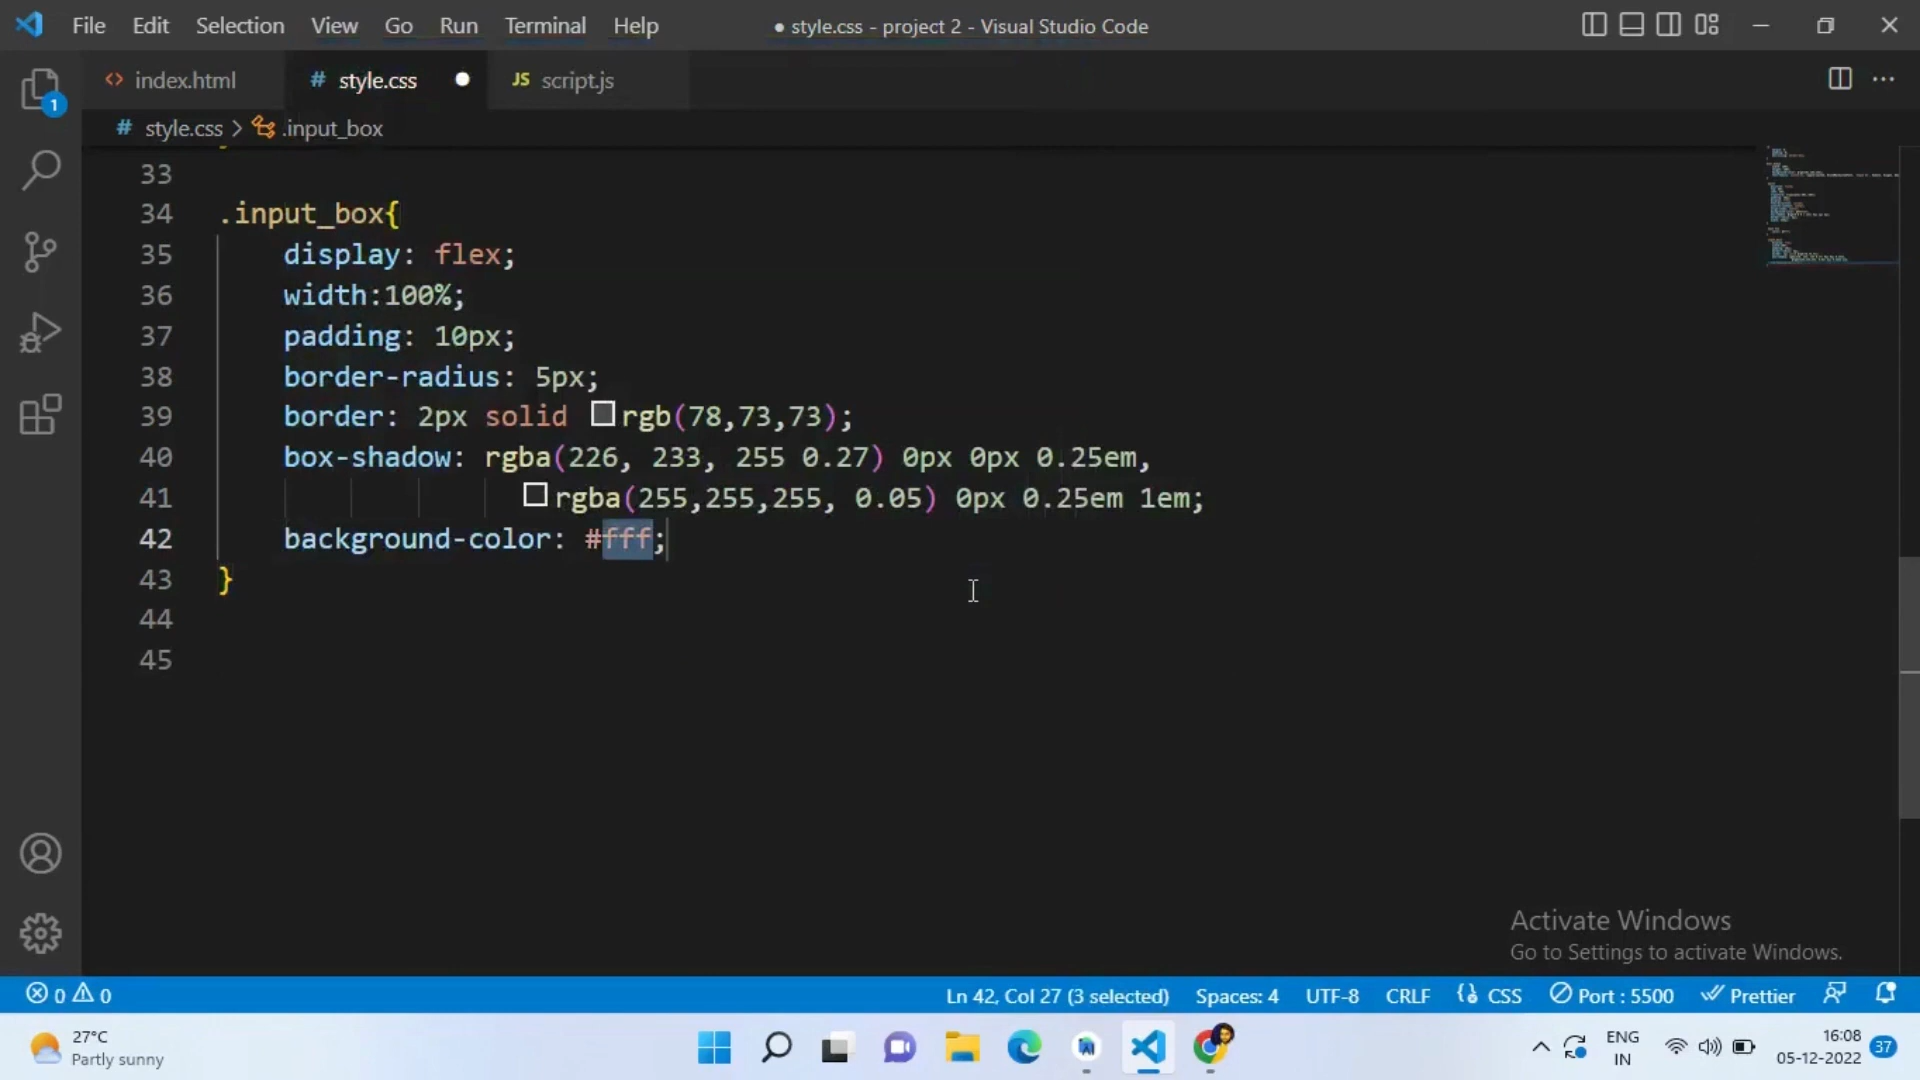 File Edit Selection View Go Run Terminal Help
● style.css - project 2 - Visual Studio Code
1
<> index.html
# style.css ●
JS script.js
# style.css > .input_box
33
34 .input_box{
35 display: flex;
36 width:100%;
37 padding: 10px;
38 border-radius: 5px;
39 border: 2px solid rgb(78,73,73);
40 box-shadow: rgba(226, 233, 255 0.27) 0px 0px 0.25em,
41 rgba(255,255,255, 0.05) 0px 0.25em 1em;
42 background-color: #fff;
43 }
44
45
Activate Windows
Go to Settings to activate Windows.
0 0 Ln 42, Col 27 (3 selected) Spaces: 4 UTF-8 CRLF CSS Port : 5500 Prettier
27°C
Partly sunny
ENG
IN
16:08
05-12-2022
37